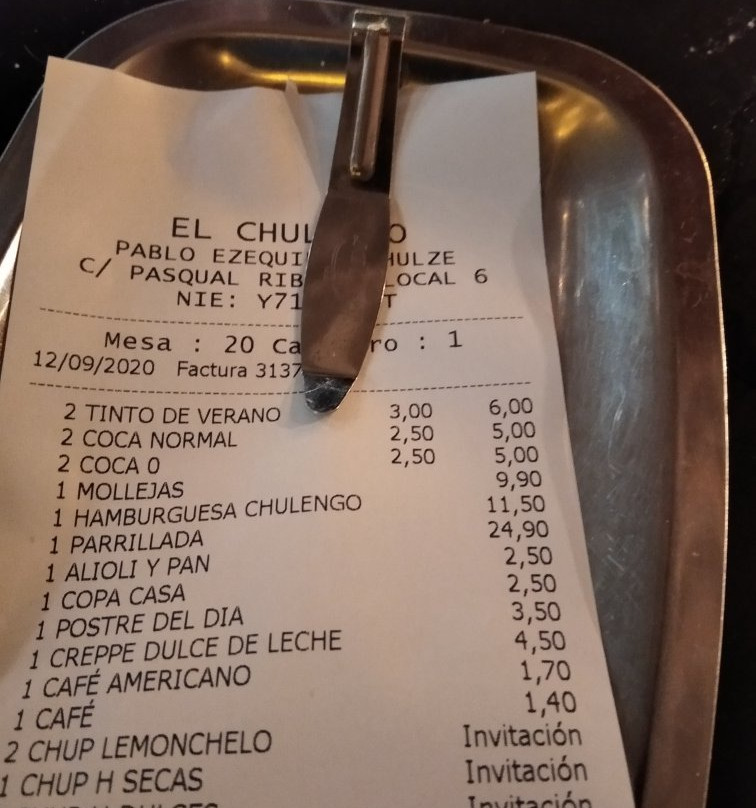 EL CHUL O
PABLO EZEQUI HULZE
C/ PASQUAL RIB LOCAL 6
NIE: Y71 T
Mesa : 20 Ca ro : 1
12/09/2020 Factura 3137
2 TINTO DE VERANO 3,00 6,00
2 COCA NORMAL 2,50 5,00
2 COCA 0 2,50 5,00
1 MOLLEJAS 9,90
1 HAMBURGUESA CHULENGO 11,50
1 PARRILLADA 24,90
1 ALIOLI Y PAN 2,50
1 COPA CASA 2,50
1 POSTRE DEL DIA 3,50
1 CREPPE DULCE DE LECHE 4,50
1 CAFÉ AMERICANO 1,70
1 CAFÉ 1,40
2 CHUP LEMONCHELO Invitación
1 CHUP H SECAS Invitación
Invitación